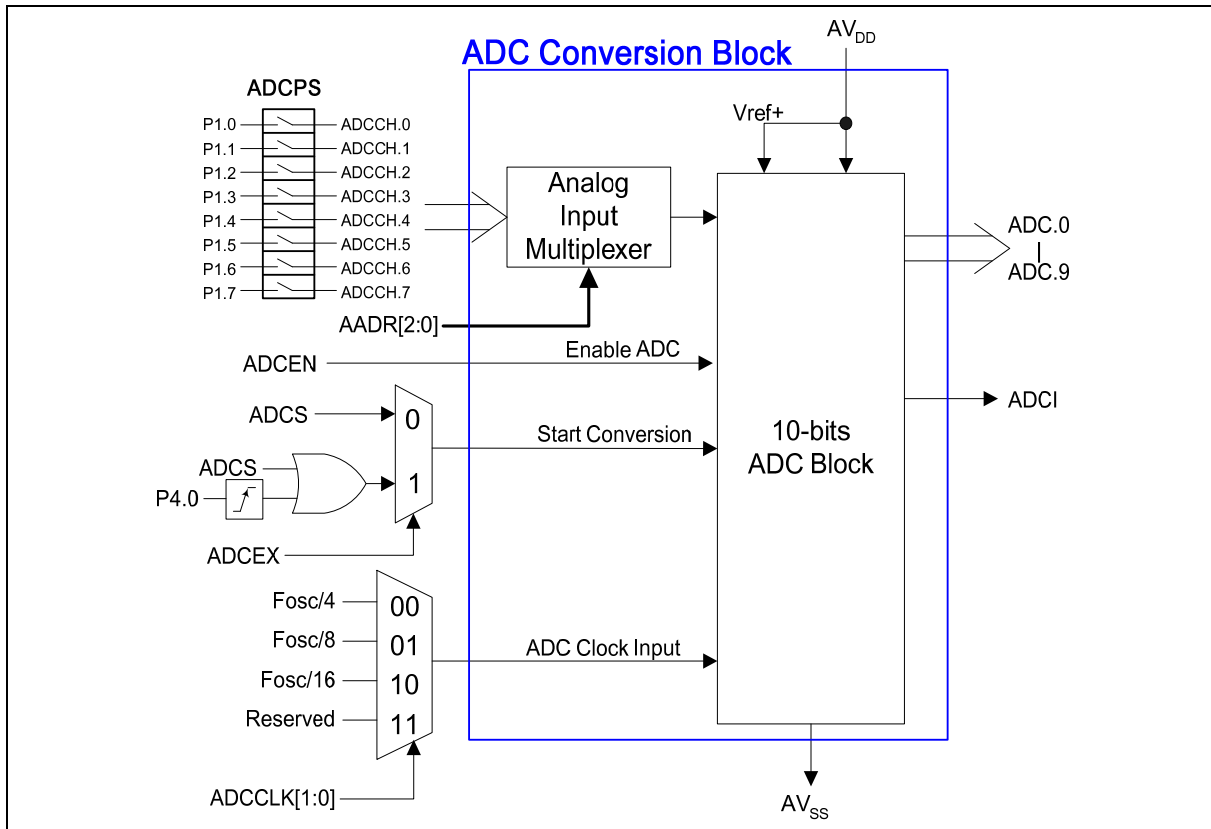 AV_DD
ADC Conversion Block
ADCPS
Vref+
P1.0 ADCCH.0
P1.1 ADCCH.1
P1.2 ADCCH.2
P1.3 ADCCH.3
P1.4 ADCCH.4
P1.5 ADCCH.5
P1.6 ADCCH.6
P1.7 ADCCH.7
Analog
Input
Multiplexer
ADC.0
ADC.9
AADR[2:0]
ADCEN
Enable ADC
ADCI
ADCS
0
Start Conversion
10-bits
ADC Block
ADCS
P4.0
1
ADCEX
Fosc/4 00
Fosc/8 01
Fosc/16 10
Reserved 11
ADC Clock Input
ADCCLK[1:0]
AV_SS